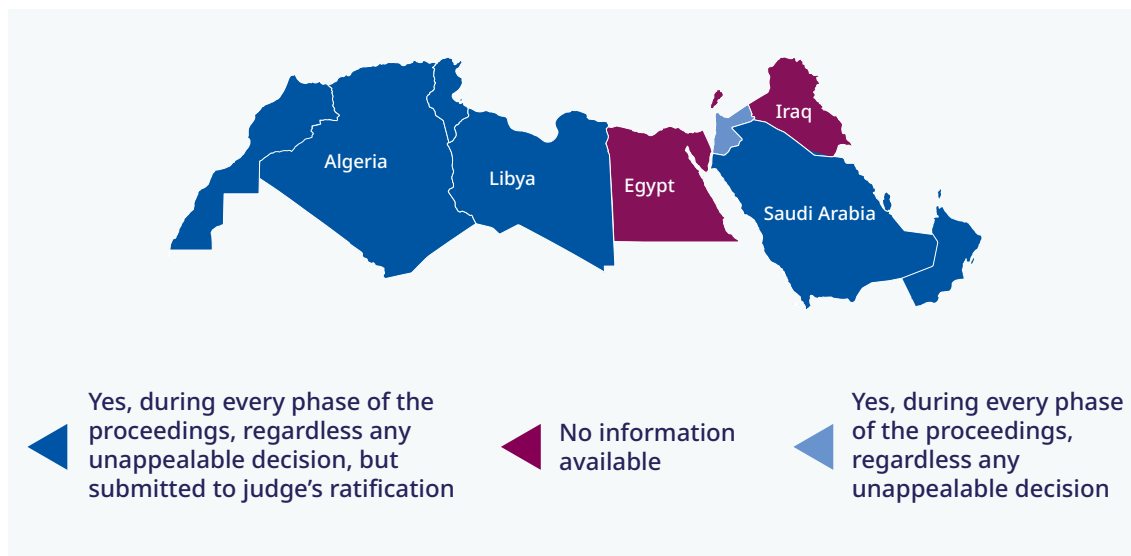 Iraq
Algeria
Libya
Egypt
Saudi Arabia
Yes, during every phase of the
proceedings, regardless any
unappealable decision, but
submitted to judge’s ratification
No information
available
Yes, during every phase
of the proceedings,
regardless any
unappealable decision